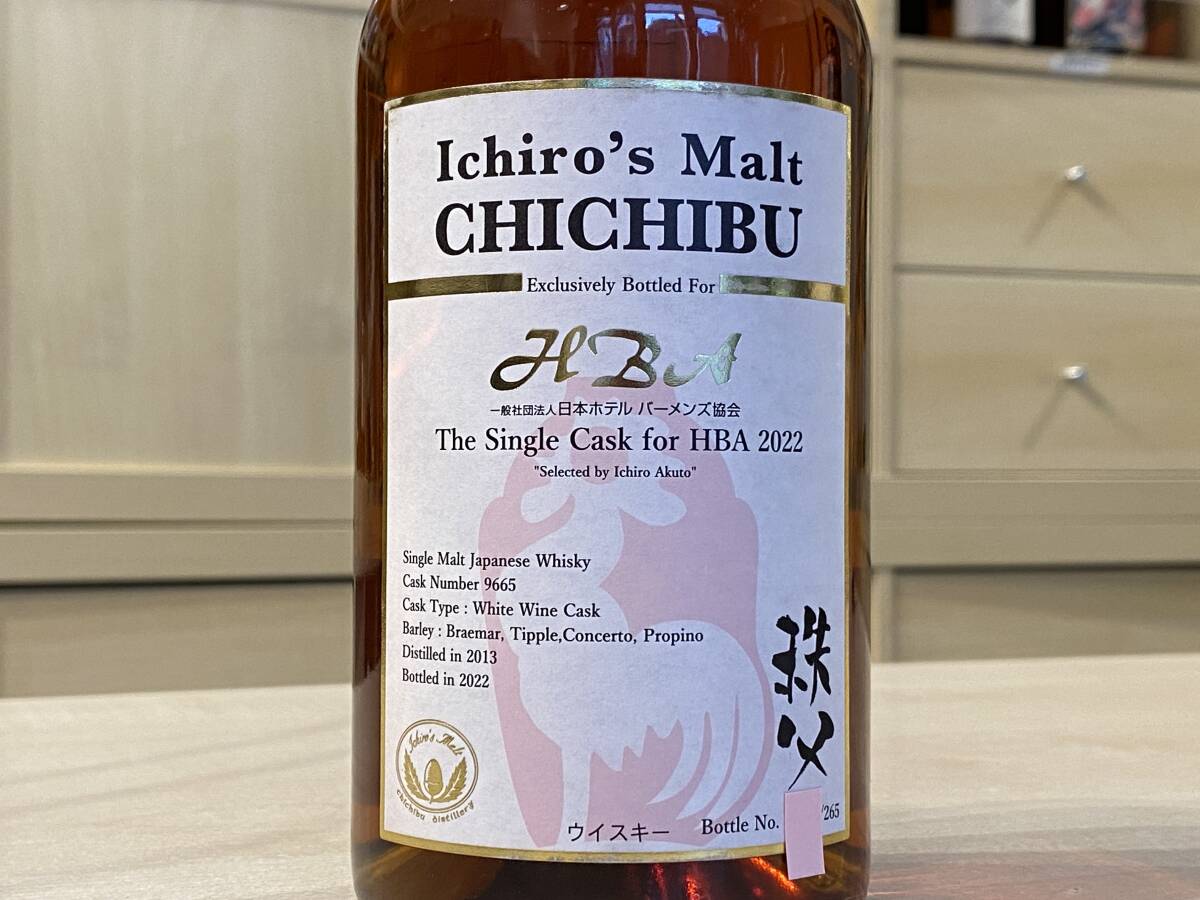 Ichiro's Malt
CHICHIBU
Exclusively Bottled For
HBA
一般社団法人日本ホテル バーメンズ協会
The Single Cask for HBA 2022
"Selected by Ichiro Akuto"
Single Malt Japanese Whisky
Cask Number 9665
Cask Type : White Wine Cask
Barley : Braemar, Tipple,Concerto, Propino
Distilled in 2013
Bottled in 2022
秩父
Ichiro's Malt
chichibu distillery
ウイスキー
Bottle No. /265